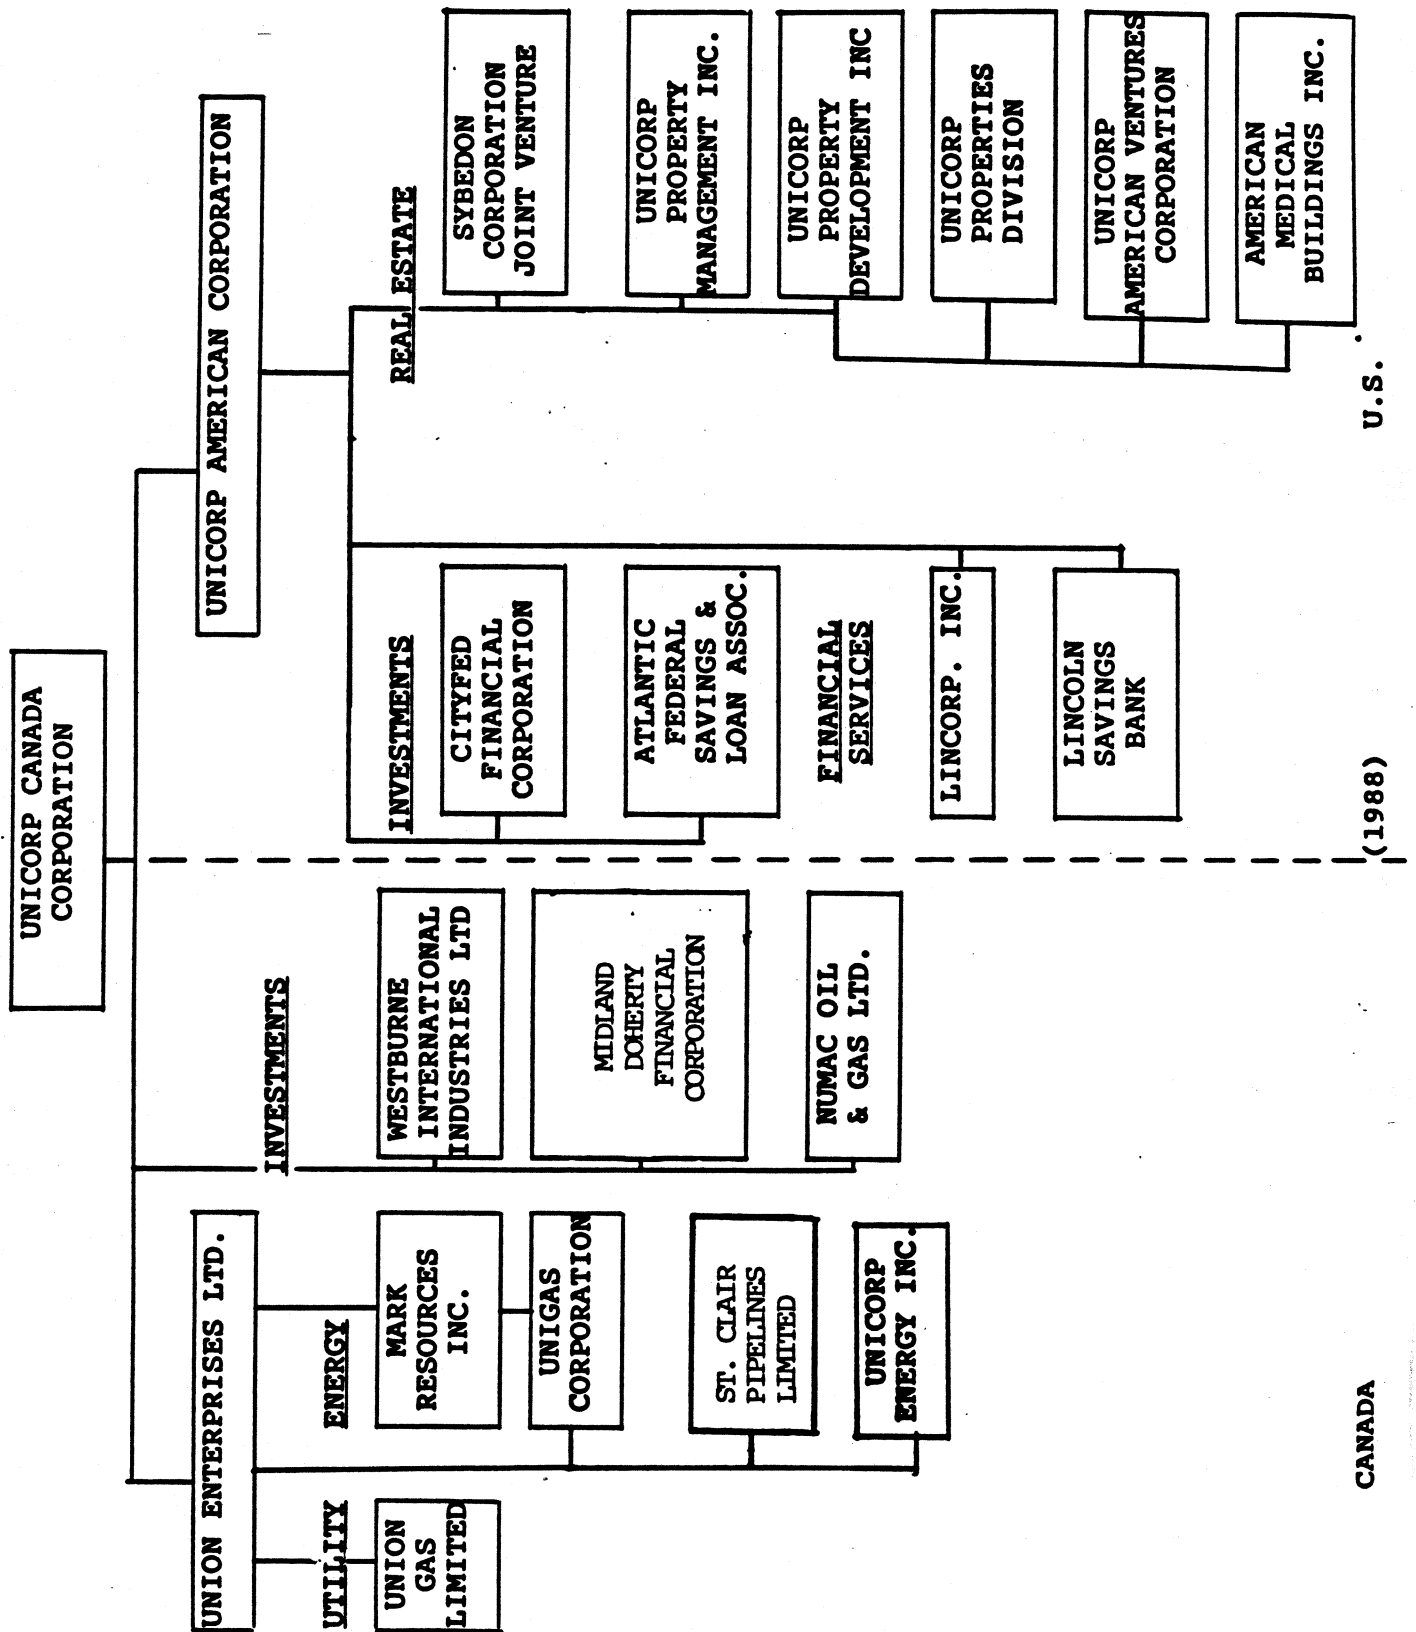 UNICORP CANADA
CORPORATION
UNION ENTERPRISES LTD.
UNICORP AMERICAN CORPORATION
UTILITY
UNION
GAS
LIMITED
ENERGY
MARK
RESOURCES
INC.
UNIGAS
CORPORATION
ST. CLAIR
PIPELINES
LIMITED
UNICORP
ENERGY INC.
INVESTMENTS
WESTBURNE
INTERNATIONAL
INDUSTRIES LTD
MIDLAND
DOHERTY
FINANCIAL
CORPORATION
NUMAC OIL
& GAS LTD.
INVESTMENTS
CITYFED
FINANCIAL
CORPORATION
ATLANTIC
FEDERAL
SAVINGS &
LOAN ASSOC.
FINANCIAL
SERVICES
LINCORP. INC.
LINCOLN
SAVINGS
BANK
REAL ESTATE
SYBEDON
CORPORATION
JOINT VENTURE
UNICORP
PROPERTY
MANAGEMENT INC.
UNICORP
PROPERTY
DEVELOPMENT INC
UNICORP
PROPERTIES
DIVISION
UNICORP
AMERICAN VENTURES
CORPORATION
AMERICAN
MEDICAL
BUILDINGS INC.
CANADA
(1988)
U.S.